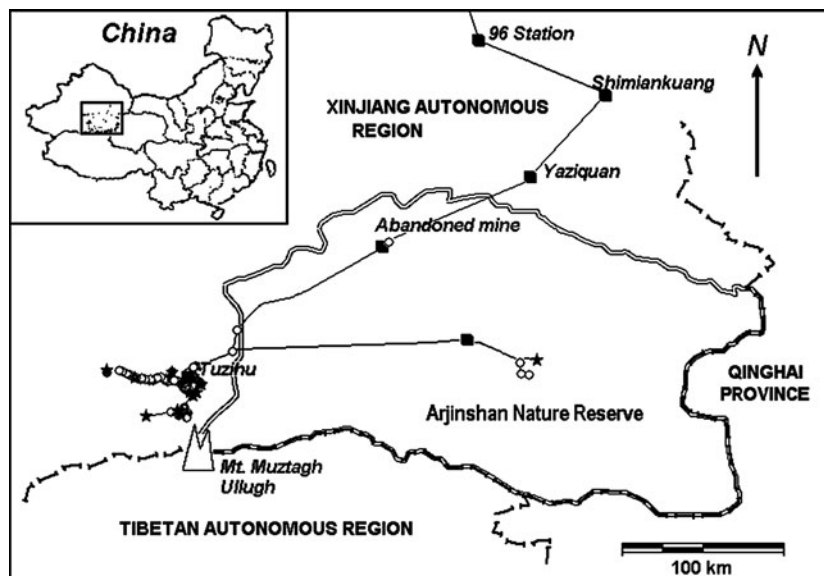 China
96 Station
N
Shimiankuang
XINJIANG AUTONOMOUS
REGION
Yaziquan
Abandoned mine
Tuzihu
QINGHAI
PROVINCE
Arjinshan Nature Reserve
Mt. Muztagh
Ullugh
TIBETAN AUTONOMOUS REGION
100 km